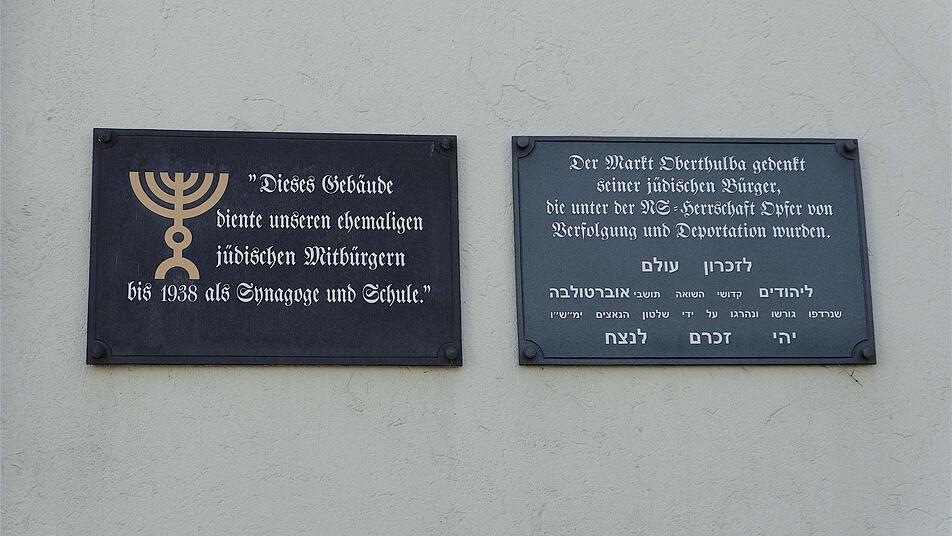 "Dieses Gebäude
diente unseren ehemaligen
jüdischen Mitbürgern
bis 1938 als Synagoge und Schule."
Der Markt Oberthulba gedenkt
seiner jüdischen Bürger,
die unter der NS-Herrschaft Opfer von
Verfolgung und Deportation wurden.
לזכרון עולם
ליהודים קדושי השואה תושבי אוברטולבה
שנרדפו גורשו ונהרגו על ידי שלטון הנאצים ימ״ש״ו
יהי זכרם לנצח